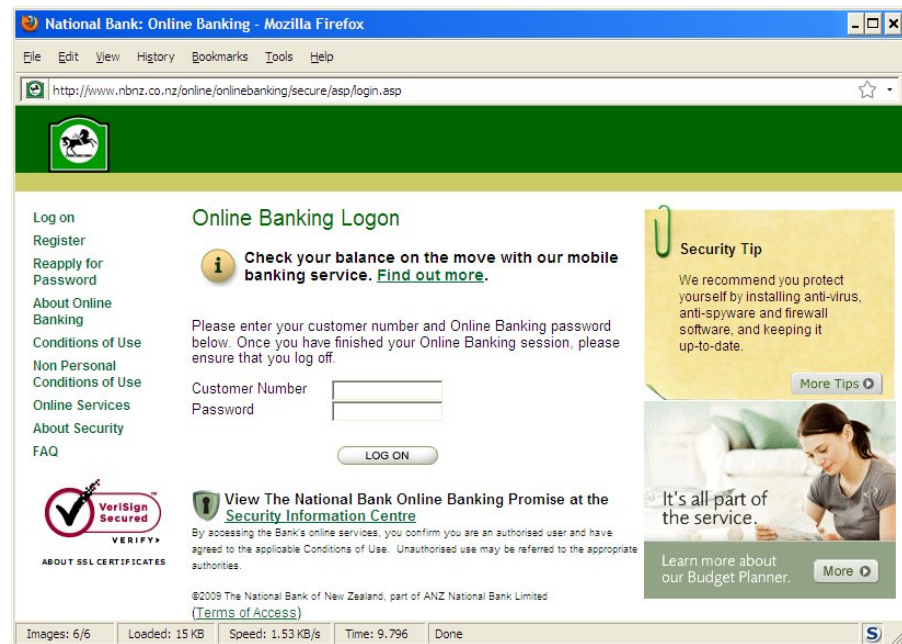 National Bank: Online Banking - Mozilla Firefox
File Edit View History Bookmarks Tools Help
http://www.nbnz.co.nz/online/onlinebanking/secure/asp/login.asp
Log on
Register
Reapply for
Password
About Online
Banking
Conditions of Use
Non Personal
Conditions of Use
Online Services
About Security
FAQ
VeriSign
Secured
VERIFY
ABOUT SSL CERTIFICATES
Online Banking Logon
i
Check your balance on the move with our mobile
banking service. Find out more.
Please enter your customer number and Online Banking password
below. Once you have finished your Online Banking session, please
ensure that you log off.
Customer Number
Password
LOG ON
View The National Bank Online Banking Promise at the
Security Information Centre
By accessing the Bank's online services, you confirm you are an authorised user and have
agreed to the applicable Conditions of Use. Unauthorised use may be referred to the appropriate
authorities.
©2009 The National Bank of New Zealand, part of ANZ National Bank Limited
(Terms of Access)
Security Tip
We recommend you protect
yourself by installing anti-virus,
anti-spyware and firewall
software, and keeping it
up-to-date.
More Tips
It's all part of
the service.
Learn more about
our Budget Planner.
More
Images: 6/6 Loaded: 15 KB Speed: 1.53 KB/s Time: 9.796 Done
S